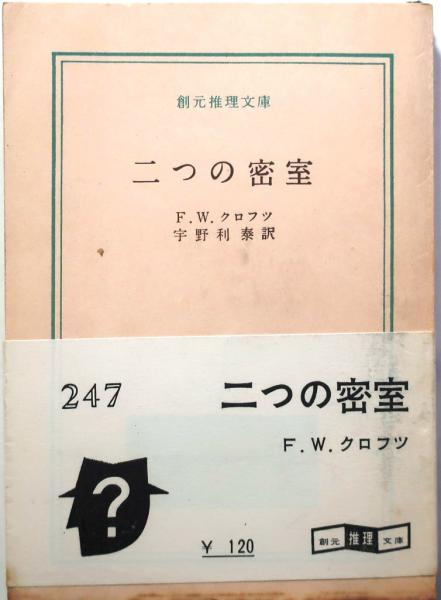 創元推理文庫
二つの密室
F.W.クロフツ
宇野利泰訳
247
二つの密室
F.W.クロフツ
?
¥ 120
創元 推理 文庫